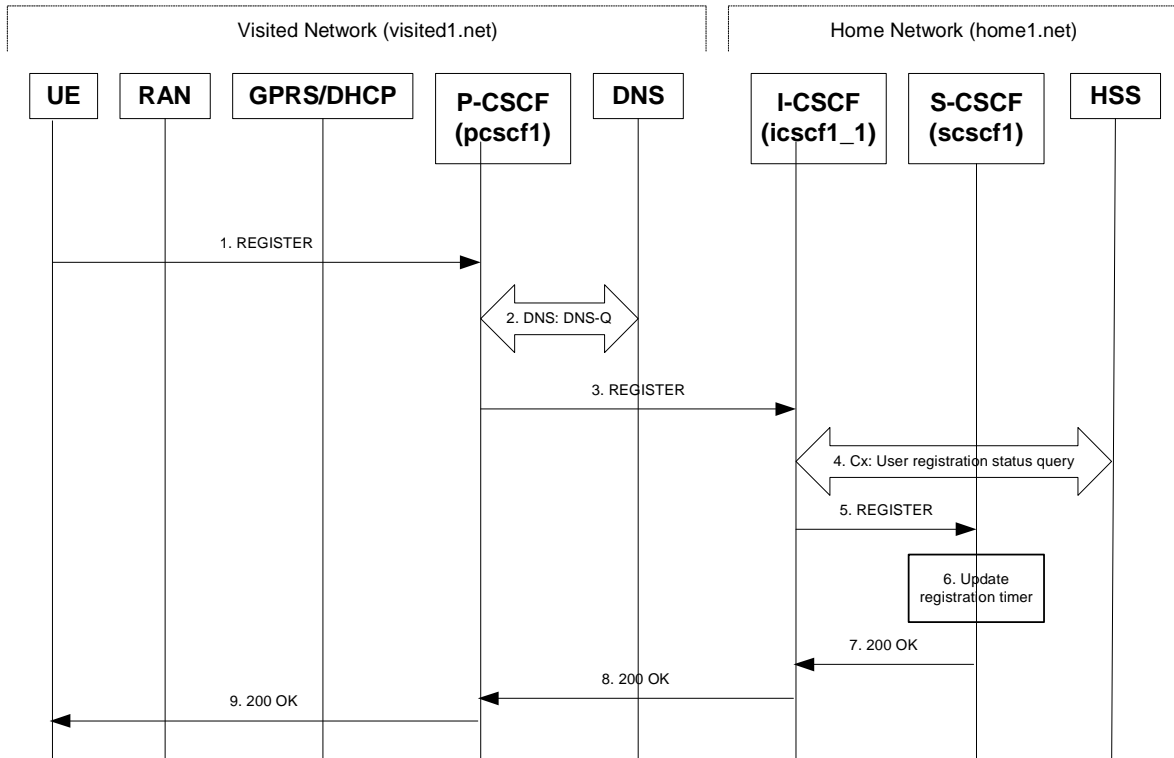 Visited Network (visited1.net)
Home Network (home1.net)
UE
RAN
GPRS/DHCP
P-CSCF
(pcscf1)
DNS
I-CSCF
(icscf1_1)
S-CSCF
(scscf1)
HSS
1. REGISTER
2. DNS: DNS-Q
3. REGISTER
4. Cx: User registration status query
5. REGISTER
6. Update
registration timer
7. 200 OK
8. 200 OK
9. 200 OK